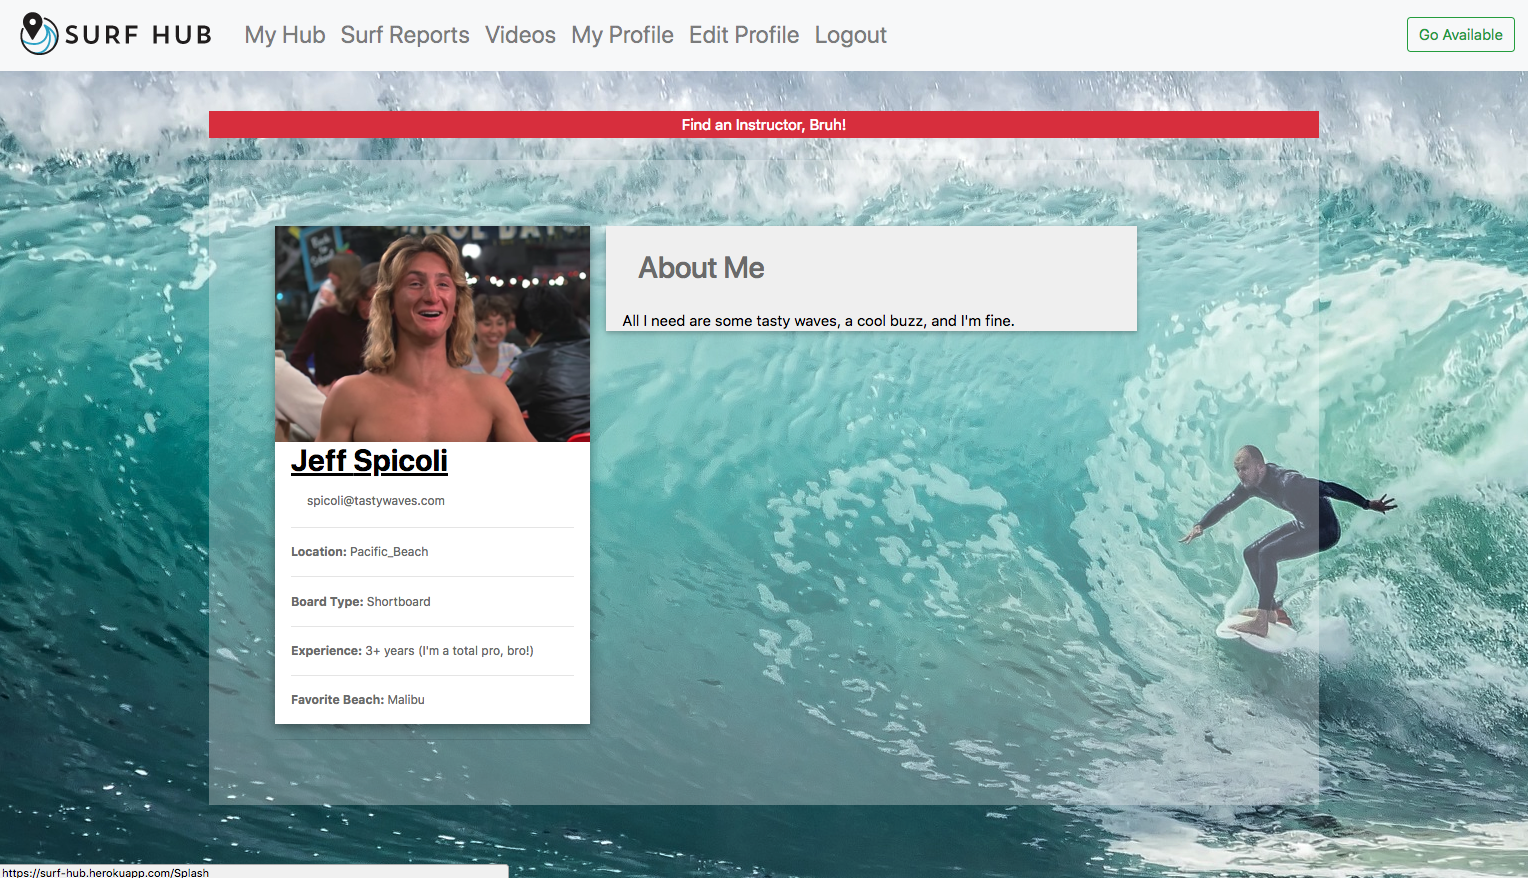 SURF HUB
My Hub Surf Reports Videos My Profile Edit Profile Logout
Go Available
Find an Instructor, Bruh!
Jeff Spicoli
spicoli@tastywaves.com
Location: Pacific_Beach
Board Type: Shortboard
Experience: 3+ years (I'm a total pro, bro!)
Favorite Beach: Malibu
About Me
All I need are some tasty waves, a cool buzz, and I'm fine.
https://surf-hub.herokuapp.com/Splash